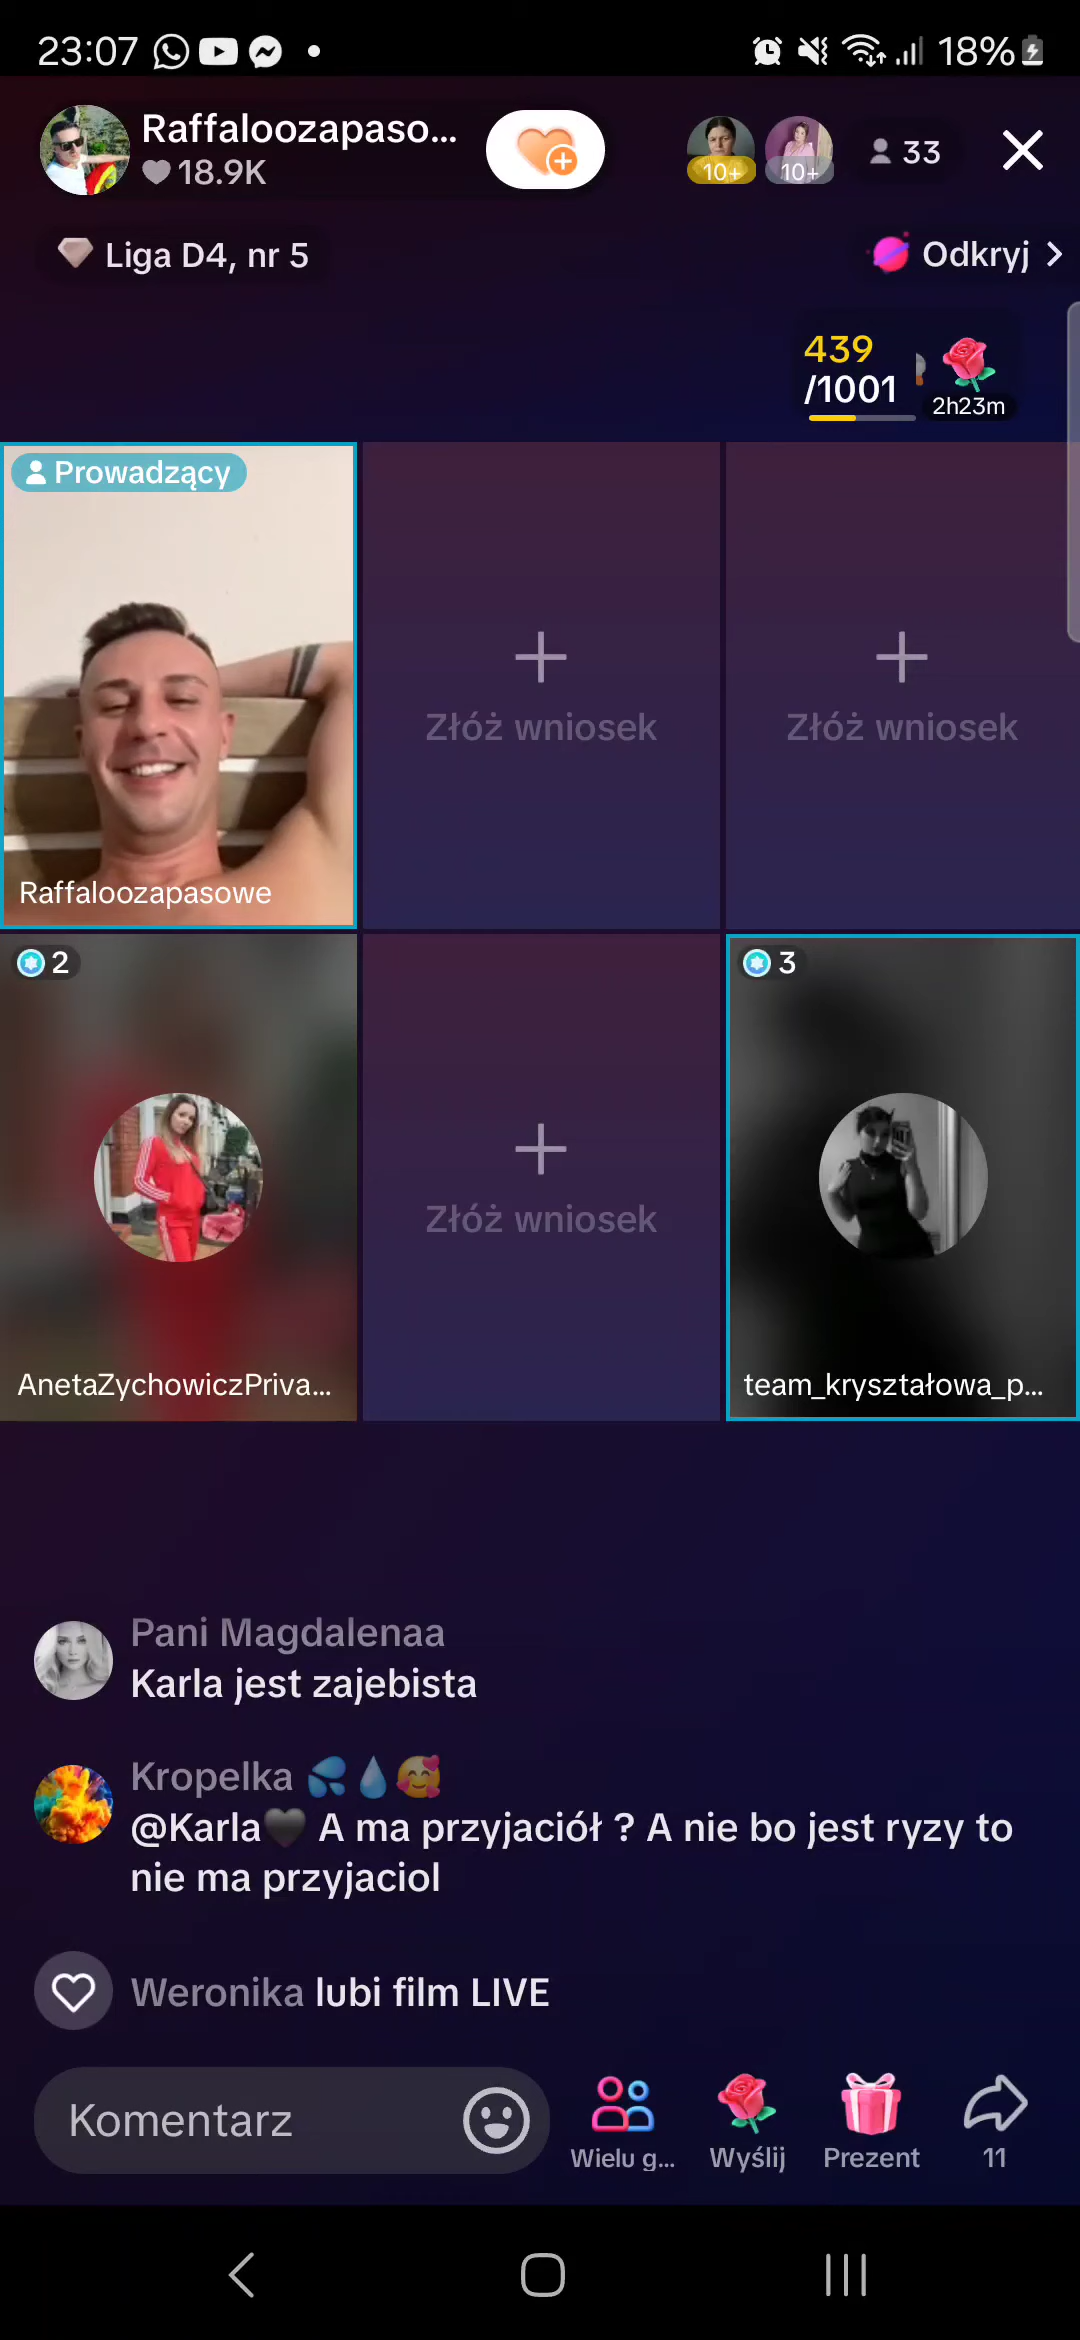 23:07 18%
Raffaloozapaso...
18.9K
10+
10+
33
Liga D4, nr 5
Odkryj
439
/1001
2h23m
Prowadzący
Złóż wniosek
Złóż wniosek
Raffaloozapasowe
2
3
Złóż wniosek
AnetaZychowiczPriva...
team_kryształowa_p...
Pani Magdalenaa
Karla jest zajebista
Kropelka 💦💧🥰
@Karla🖤 A ma przyjaciół ? A nie bo jest ryzy to
nie ma przyjaciol
Weronika lubi film LIVE
Komentarz
Wielu g...
Wyślij
Prezent
11